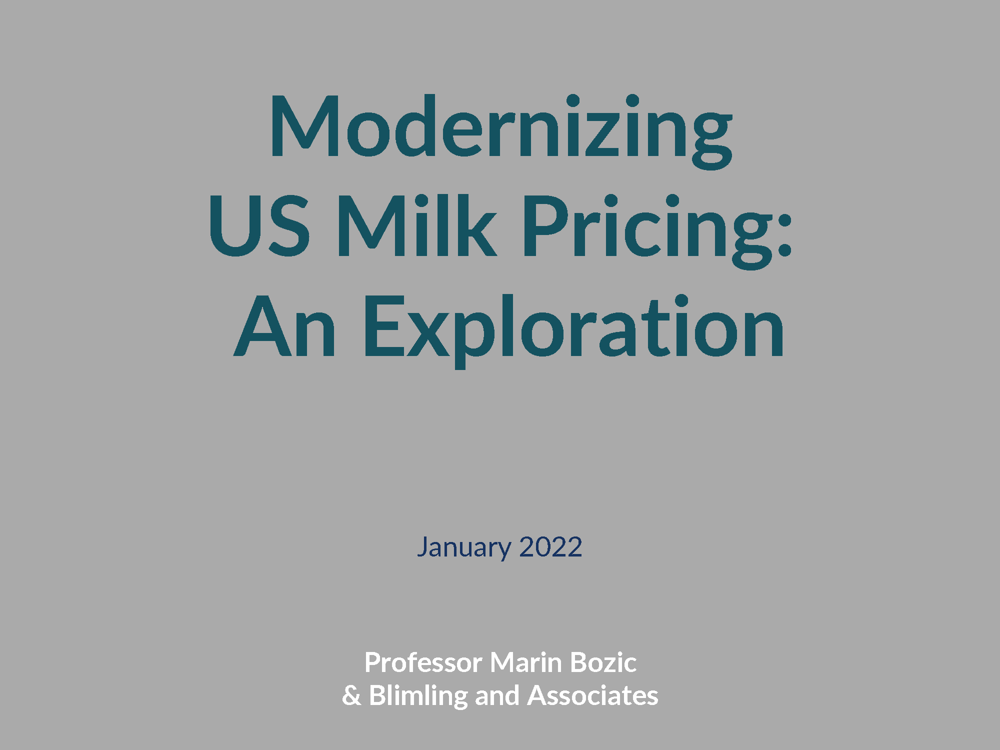 Modernizing
US Milk Pricing:
An Exploration
January 2022
Professor Marin Bozic
& Blimling and Associates